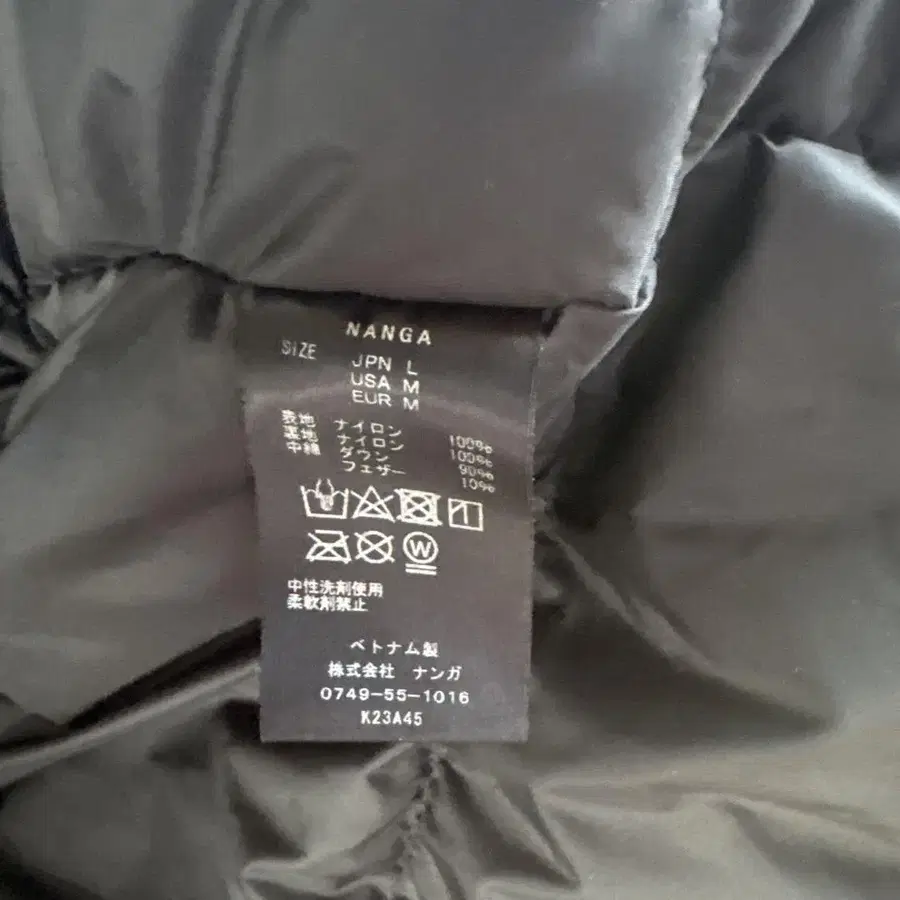 NANGA
SIZE JPN L
USA M
EUR M
表地 ナイロン 100%
裏地 ナイロン 100%
中綿 ダウン 90%
フェザー 10%
W
中性洗剤使用
柔軟剤禁止
ベトナム製
株式会社 ナンガ
0749-55-1016
K23A45